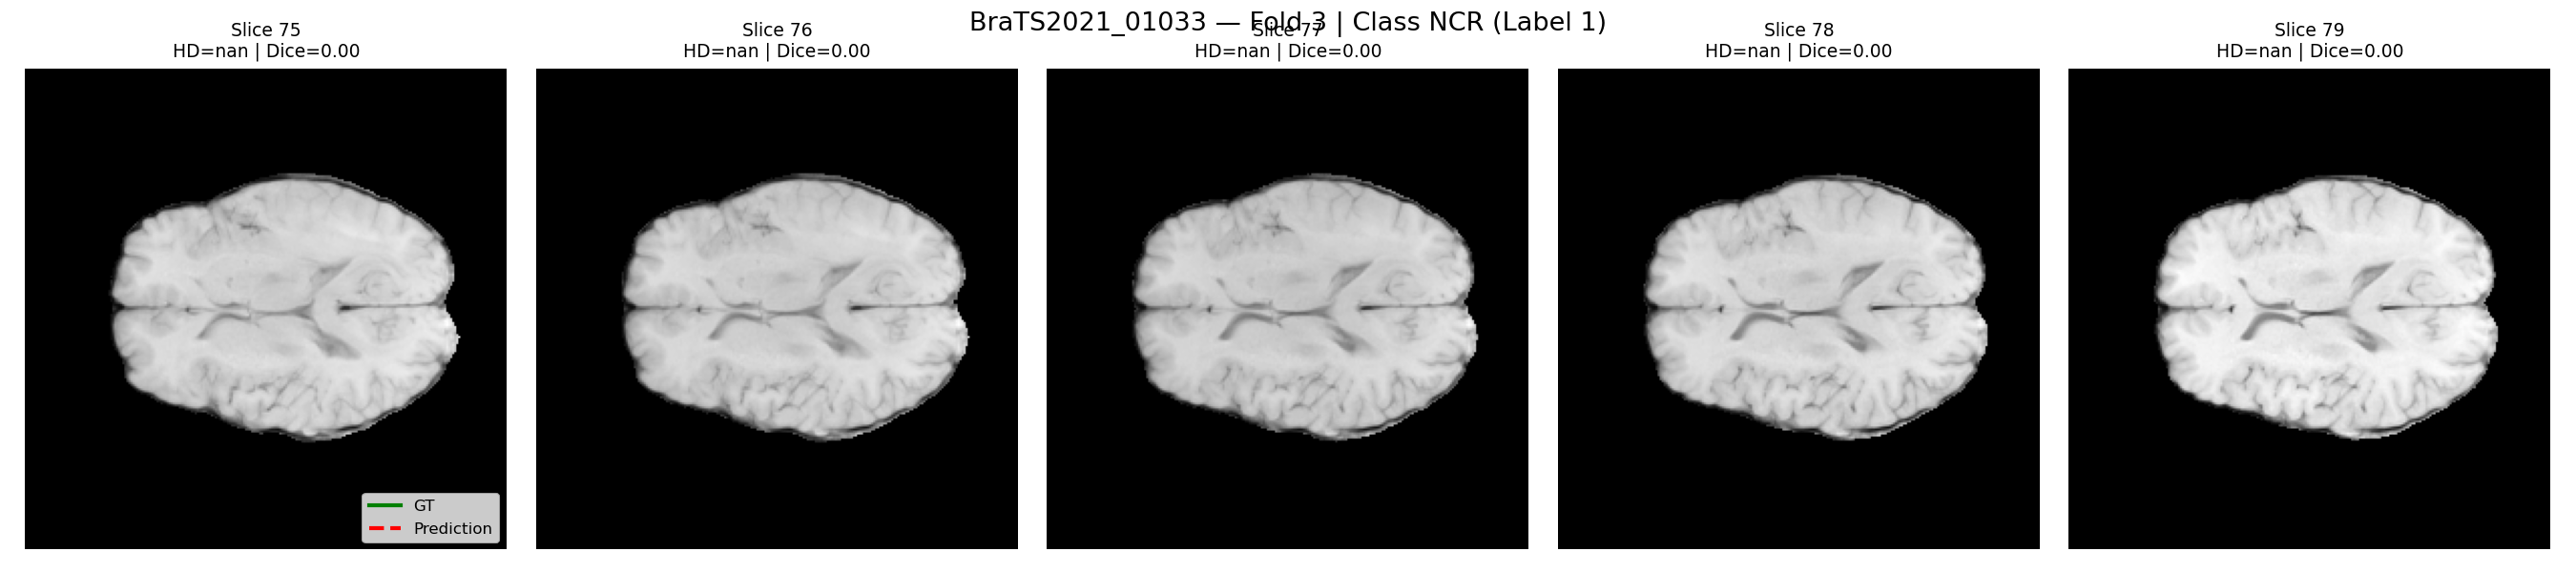 BraTS2021_01033 — Fold 3 | Class NCR (Label 1)
Slice 75
HD=nan | Dice=0.00
Slice 76
HD=nan | Dice=0.00
Slice 77
HD=nan | Dice=0.00
Slice 78
HD=nan | Dice=0.00
Slice 79
HD=nan | Dice=0.00
GT
Prediction